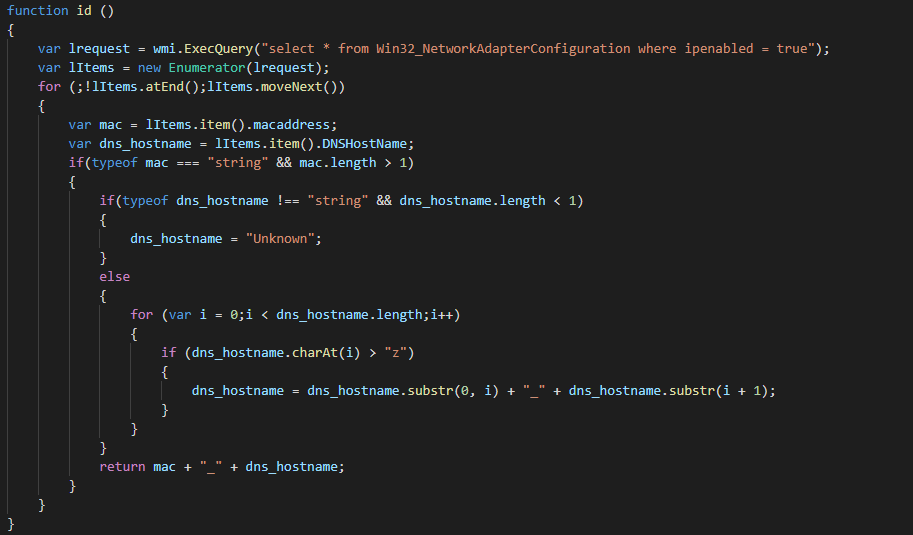 function id ()
{
var lrequest = wmi.ExecQuery("select * from Win32_NetworkAdapterConfiguration where ipenabled = true");
var lItems = new Enumerator(lrequest);
for (;!lItems.atEnd();lItems.moveNext())
{
var mac = lItems.item().macaddress;
var dns_hostname = lItems.item().DNSHostName;
if(typeof mac === "string" && mac.length > 1)
{
if(typeof dns_hostname !== "string" && dns_hostname.length < 1)
{
dns_hostname = "Unknown";
}
else
{
for (var i = 0;i < dns_hostname.length;i++)
{
if (dns_hostname.charAt(i) > "z")
{
dns_hostname = dns_hostname.substr(0, i) + "_" + dns_hostname.substr(i + 1);
}
}
}
return mac + "_" + dns_hostname;
}
}
}